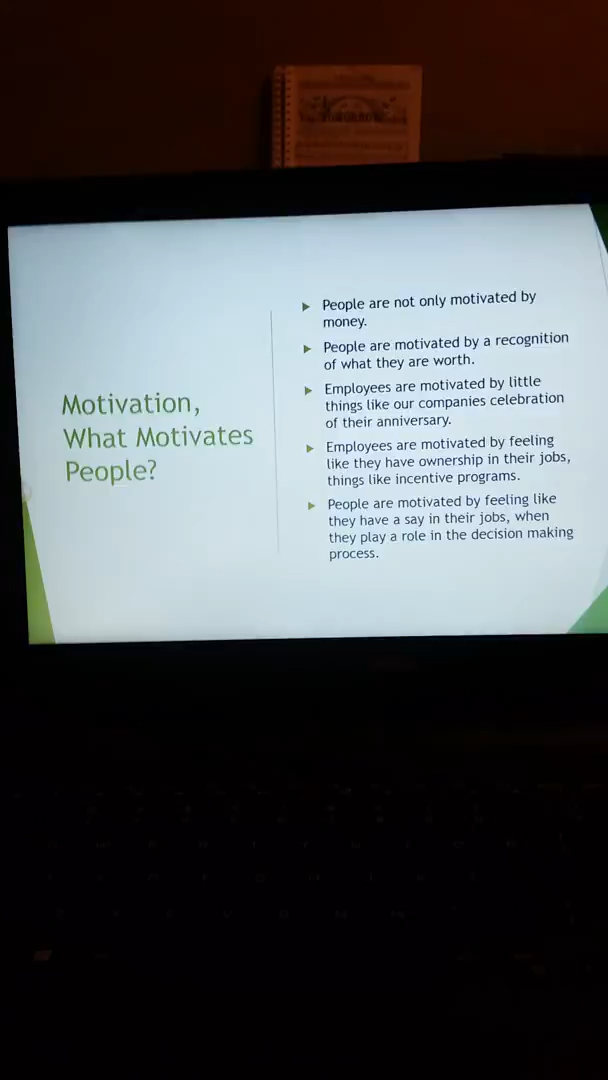 TOMORROW
Motivation,
What Motivates
People?
People are not only motivated by
money.
People are motivated by a recognition
of what they are worth.
Employees are motivated by little
things like our companies celebration
of their anniversary.
Employees are motivated by feeling
like they have ownership in their jobs,
things like incentive programs.
People are motivated by feeling like
they have a say in their jobs, when
they play a role in the decision making
process.